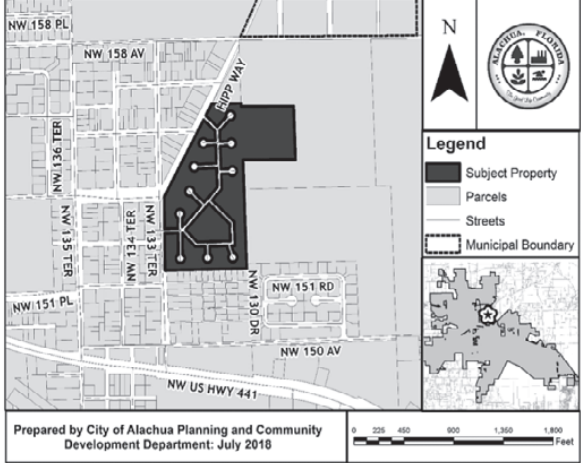 NW 158 PL
NW 158 AV
HIPP WAY
NW 136 TER
NW 135 TER
NW 134 TER
NW 133 TER
NW 151 PL
NW 130 DR
NW 151 RD
NW 150 AV
NW US HWY 441
N
ALACHUA, FLORIDA
Legend
Subject Property
Parcels
Streets
Municipal Boundary
Prepared by City of Alachua Planning and Community
Development Department: July 2018
0 225 450 900 1,350 1,800
Feet